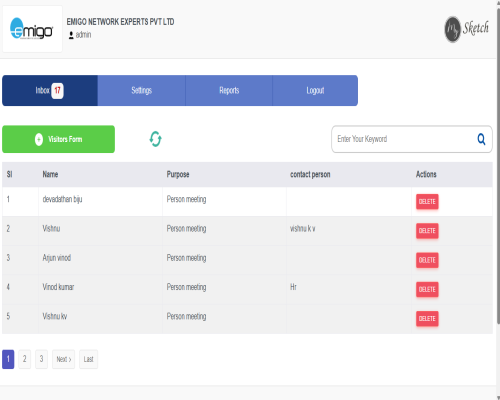 emigo
EMIGO NETWORK EXPERTS PVT LTD
admin
My Sketch
Inbox 17 Settings Reports Logout
Visitors Form
Enter Your Keyword
Sl Name Purpose contact person Actions
1 devadathan biju Person meeting DELETE
2 Vishnu Person meeting vishnu k v DELETE
3 Arjun vinod Person meeting DELETE
4 Vinod kumar Person meeting Hr DELETE
5 Vishnu kv Person meeting DELETE
1 2 3 Next › Last